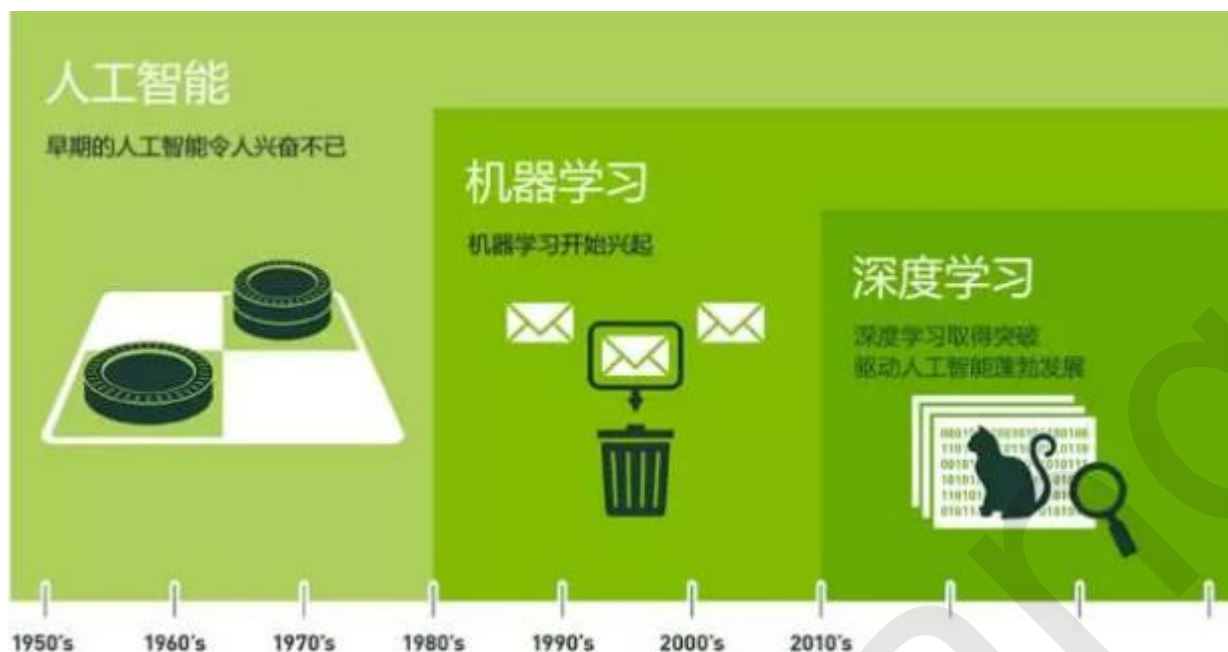 人工智能
早期的人工智能令人兴奋不已
机器学习
机器学习开始兴起
深度学习
深度学习取得突破
驱动人工智能蓬勃发展
1950's 1960's 1970's 1980's 1990's 2000's 2010's